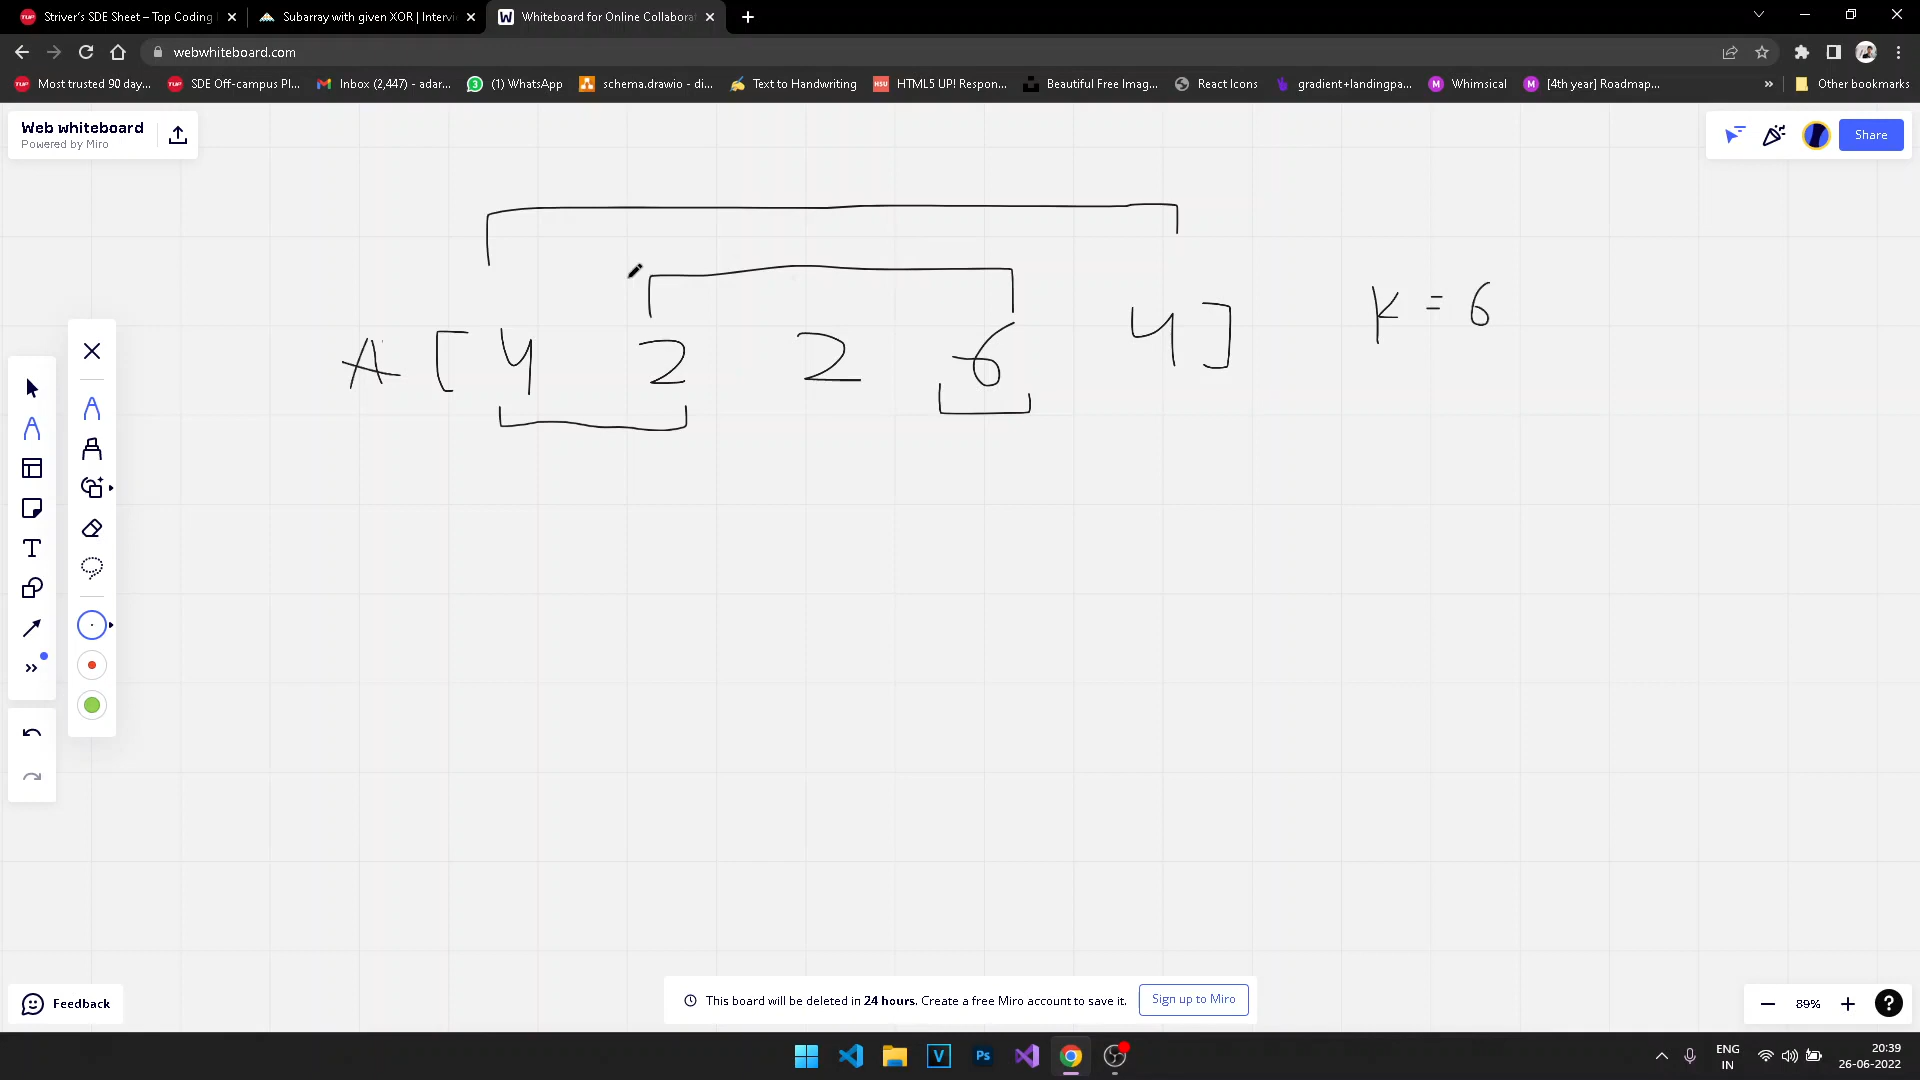 Striver's SDE Sheet – Top Coding
Subarray with given XOR | Intervi
Whiteboard for Online Collaborat
webwhiteboard.com
Most trusted 90 day...
SDE Off-campus Pl...
Inbox (2,447) - adar...
(1) WhatsApp
schema.drawio - di...
Text to Handwriting
HTML5 UP! Respon...
Beautiful Free Imag...
React Icons
gradient+landingpa...
Whimsical
[4th year] Roadmap...
Other bookmarks
Web whiteboard
Powered by Miro
Share
A [ 4 2 2 6 4 ] K = 6
Feedback
This board will be deleted in 24 hours. Create a free Miro account to save it.
Sign up to Miro
89%
ENG
IN
20:39
26-06-2022